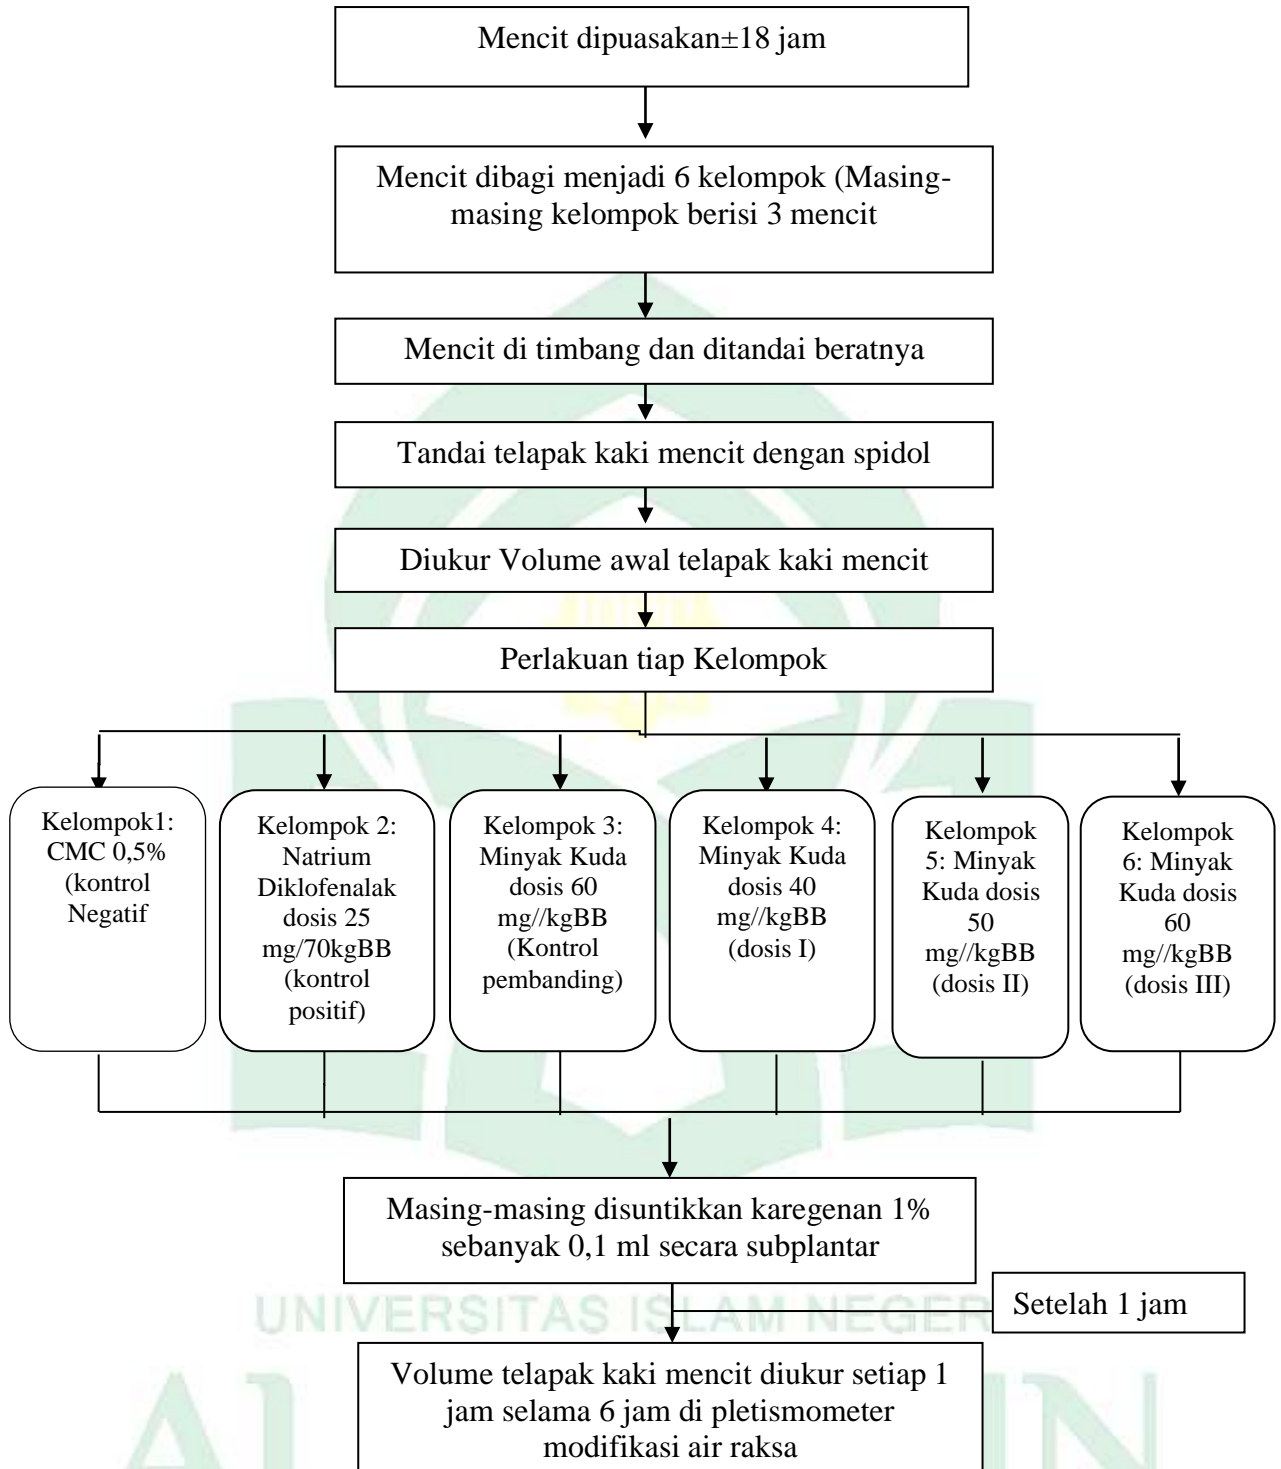 Mencit dipuasakan±18 jam
Mencit dibagi menjadi 6 kelompok (Masing-
masing kelompok berisi 3 mencit
Mencit di timbang dan ditandai beratnya
Tandai telapak kaki mencit dengan spidol
Diukur Volume awal telapak kaki mencit
Perlakuan tiap Kelompok
Kelompok1:
CMC 0,5%
(kontrol
Negatif
Kelompok 2:
Natrium
Diklofenalak
dosis 25
mg/70kgBB
(kontrol
positif)
Kelompok 3:
Minyak Kuda
dosis 60
mg//kgBB
(Kontrol
pembanding)
Kelompok 4:
Minyak Kuda
dosis 40
mg//kgBB
(dosis I)
Kelompok
5: Minyak
Kuda dosis
50
mg//kgBB
(dosis II)
Kelompok
6: Minyak
Kuda dosis
60
mg//kgBB
(dosis III)
Masing-masing disuntikkan karegenan 1%
sebanyak 0,1 ml secara subplantar
Setelah 1 jam
UNIVERSITAS ISLAM NEGER
Volume telapak kaki mencit diukur setiap 1
jam selama 6 jam di pletismometer
modifikasi air raksa